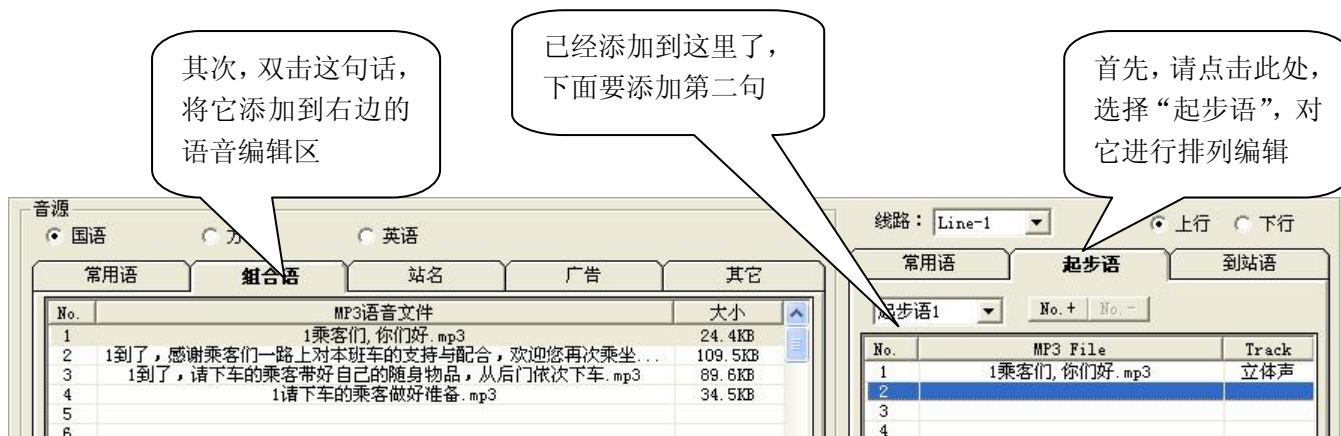 其次，双击这句话，
将它添加到右边的
语音编辑区
已经添加到这里了，
下面要添加第二句
首先，请点击此处，
选择“起步语”，对
它进行排列编辑
音源
国语 英语
常用语 组合语 站名 广告 其它
No. MP3语音文件 大小
1 1乘客们,你们好.mp3 24.4KB
2 1到了，感谢乘客们一路上对本班车的支持与配合，欢迎您再次乘坐... 109.5KB
3 1到了，请下车的乘客带好自己的随身物品，从后门依次下车.mp3 89.6KB
4 1请下车的乘客做好准备.mp3 34.5KB
5
6
线路： Line-1 上行 下行
常用语 起步语 到站语
起步语1 No.+ No.-
No. MP3 File Track
1 1乘客们,你们好.mp3 立体声
2
3
4